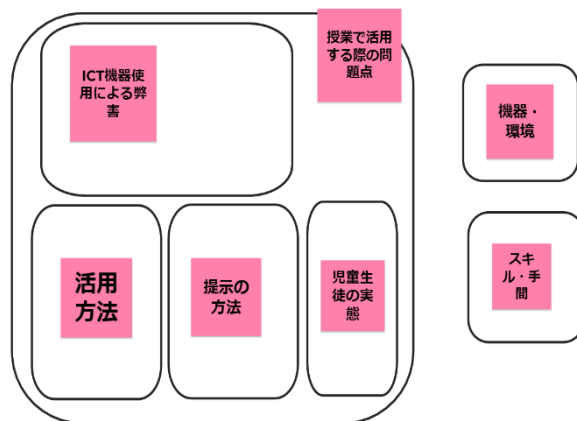 授業で活用
する際の問
題点
ICT機器使
用による弊
害
機器・
環境
活用
方法
提示の
方法
児童生
徒の実
態
スキ
ル・手
間